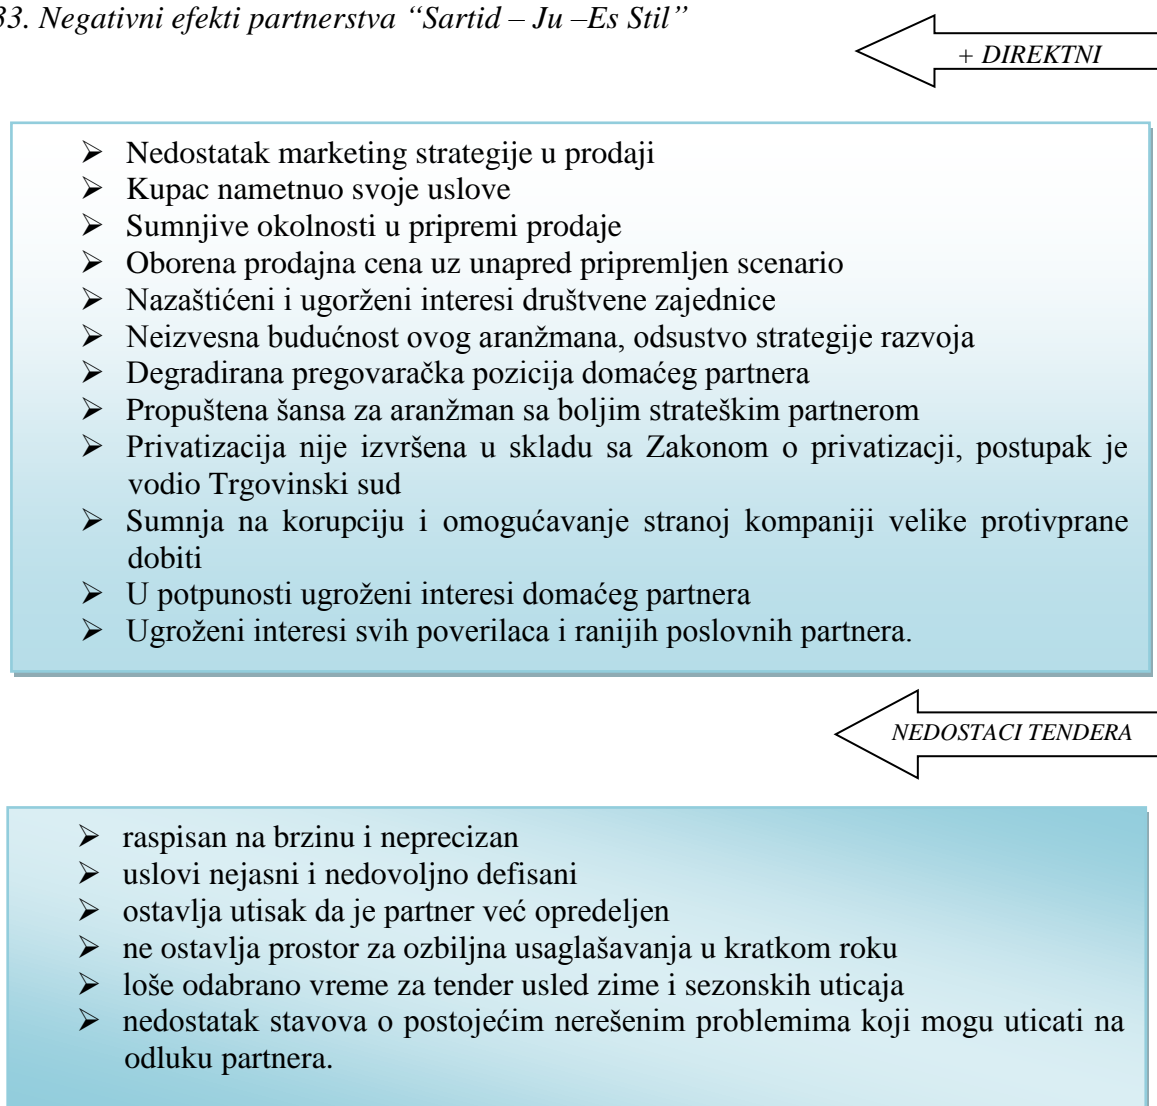 33. Negativni efekti partnerstva “Sartid – Ju –Es Stil”
+ DIREKTNI
➢ Nedostatak marketing strategije u prodaji
➢ Kupac nametnuo svoje uslove
➢ Sumnjive okolnosti u pripremi prodaje
➢ Oborena prodajna cena uz unapred pripremljen scenario
➢ Nazaštićeni i ugorženi interesi društvene zajednice
➢ Neizvesna budućnost ovog aranžmana, odsustvo strategije razvoja
➢ Degradirana pregovaračka pozicija domaćeg partnera
➢ Propuštena šansa za aranžman sa boljim strateškim partnerom
➢ Privatizacija nije izvršena u skladu sa Zakonom o privatizacji, postupak je
vodio Trgovinski sud
➢ Sumnja na korupciju i omogućavanje stranoj kompaniji velike protivprane
dobiti
➢ U potpunosti ugroženi interesi domaćeg partnera
➢ Ugroženi interesi svih poverilaca i ranijih poslovnih partnera.
NEDOSTACI TENDERA
➢ raspisan na brzinu i neprecizan
➢ uslovi nejasni i nedovoljno defisani
➢ ostavlja utisak da je partner već opredeljen
➢ ne ostavlja prostor za ozbiljna usaglašavanja u kratkom roku
➢ loše odabrano vreme za tender usled zime i sezonskih uticaja
➢ nedostatak stavova o postojećim nerešenim problemima koji mogu uticati na
odluku partnera.